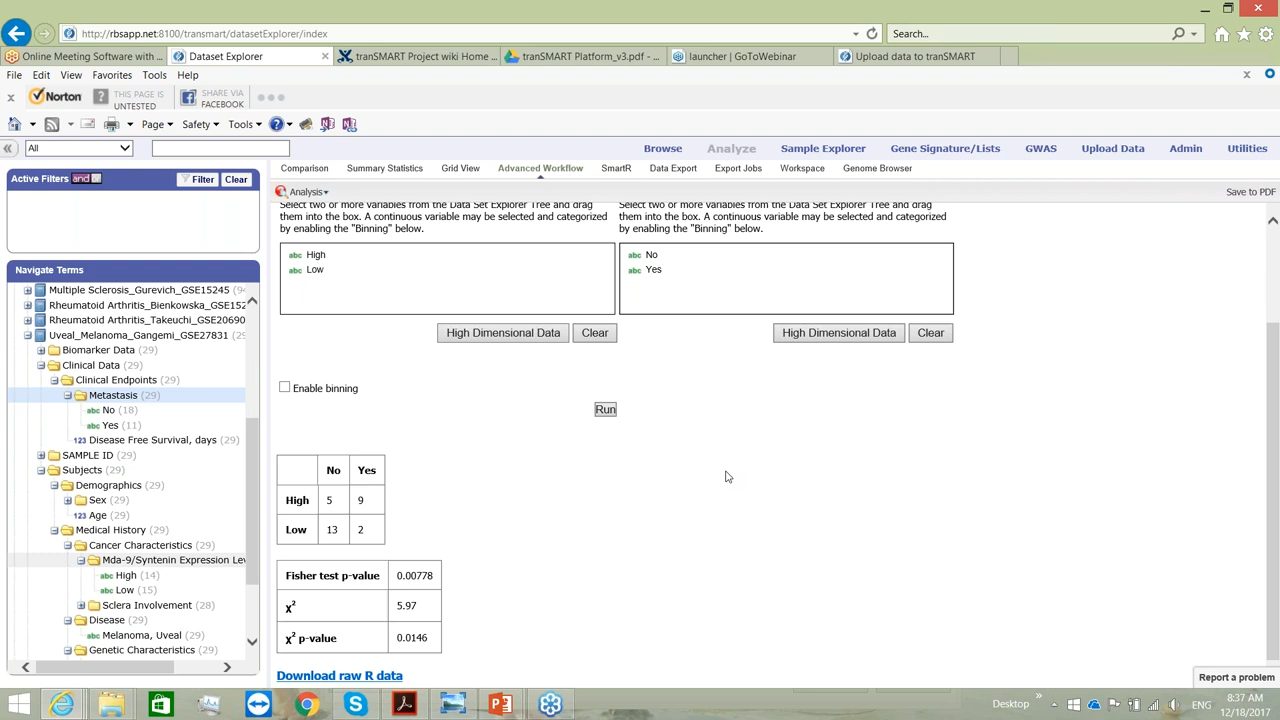 http://rbsapp.net:8100/transmart/datasetExplorer/index
Search...
Online Meeting Software with ...
Dataset Explorer
tranSMART Project wiki Home ...
tranSMART Platform_v3.pdf - ...
launcher | GoToWebinar
Upload data to tranSMART
File Edit View Favorites Tools Help
Norton
THIS PAGE IS
UNTESTED
SHARE VIA
FACEBOOK
Page Safety Tools
All
Browse Analyze Sample Explorer Gene Signature/Lists GWAS Upload Data Admin Utilities
Active Filters and
Filter Clear
Comparison Summary Statistics Grid View Advanced Workflow SmartR Data Export Export Jobs Workspace Genome Browser
Analysis
Save to PDF
Select two or more variables from the Data Set Explorer Tree and drag
them into the box. A continuous variable may be selected and categorized
by enabling the "Binning" below.
Select two or more variables from the Data Set Explorer Tree and drag
them into the box. A continuous variable may be selected and categorized
by enabling the "Binning" below.
abc High
abc Low
abc No
abc Yes
High Dimensional Data Clear
High Dimensional Data Clear
Enable binning
Run
No Yes
High 5 9
Low 13 2
Fisher test p-value 0.00778
χ2 5.97
χ2 p-value 0.0146
Download raw R data
Navigate Terms
Multiple Sclerosis_Gurevich_GSE15245 (94
Rheumatoid Arthritis_Bienkowska_GSE152
Rheumatoid Arthritis_Takeuchi_GSE20690
Uveal_Melanoma_Gangemi_GSE27831 (29
Biomarker Data (29)
Clinical Data (29)
Clinical Endpoints (29)
Metastasis (29)
abc No (18)
abc Yes (11)
123 Disease Free Survival, days (29)
SAMPLE ID (29)
Subjects (29)
Demographics (29)
Sex (29)
123 Age (29)
Medical History (29)
Cancer Characteristics (29)
Mda-9/Syntenin Expression Lev
abc High (14)
abc Low (15)
Sclera Involvement (28)
Disease (29)
abc Melanoma, Uveal (29)
Genetic Characteristics (29)
Report a problem
Desktop
ENG
8:37 AM
12/18/2017